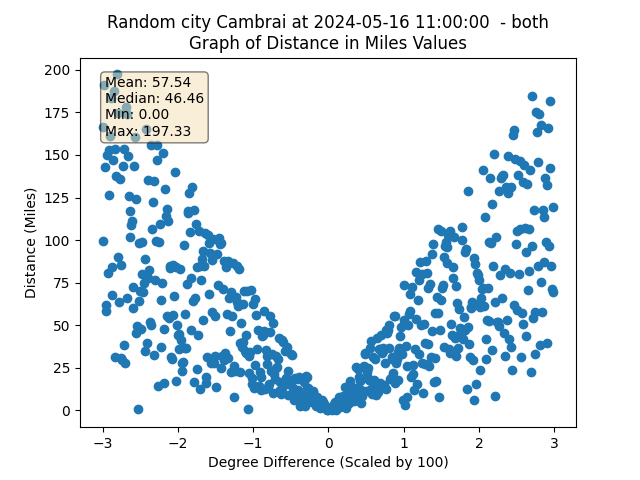 Random city Cambrai at 2024-05-16 11:00:00 - both
Graph of Distance in Miles Values
Mean: 57.54
Median: 46.46
Min: 0.00
Max: 197.33
200
175
150
125
100
75
50
25
0
Distance (Miles)
−3 −2 −1 0 1 2 3
Degree Difference (Scaled by 100)